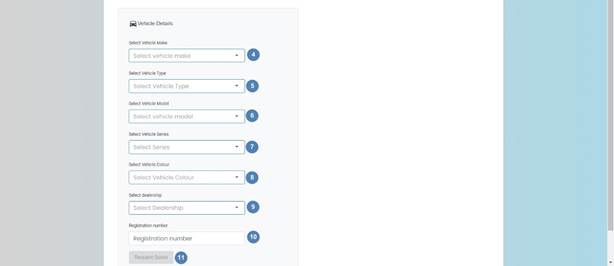 Vehicle Details
Select Vehicle Make
Select vehicle make 4
Select Vehicle Type
Select Vehicle Type 5
Select Vehicle Model
Select vehicle model 6
Select Vehicle Series
Select Series 7
Select Vehicle Colour
Select Vehicle Colour 8
Select dealership
Select Dealership 9
Registration number
Registration number 10
Request Quote 11